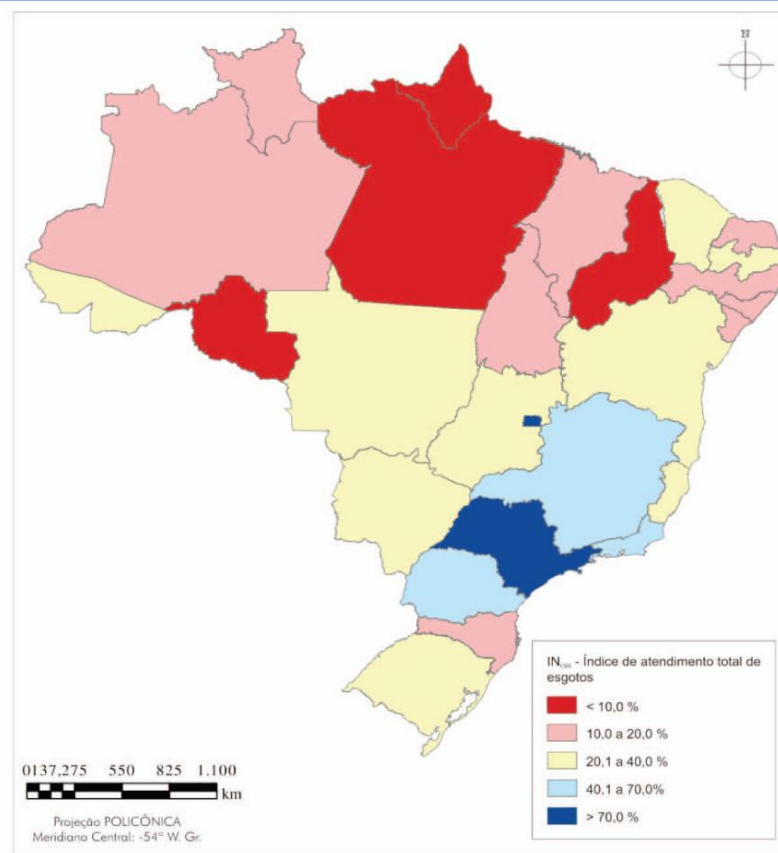 N
IN - Índice de atendimento total de
esgotos
< 10,0 %
10,0 a 20,0 %
20,1 a 40,0 %
40,1 a 70,0%
> 70,0 %
0137,275 550 825 1.100
km
Projeção POLICÔNICA
Meridiano Central: -54° W. Gr.